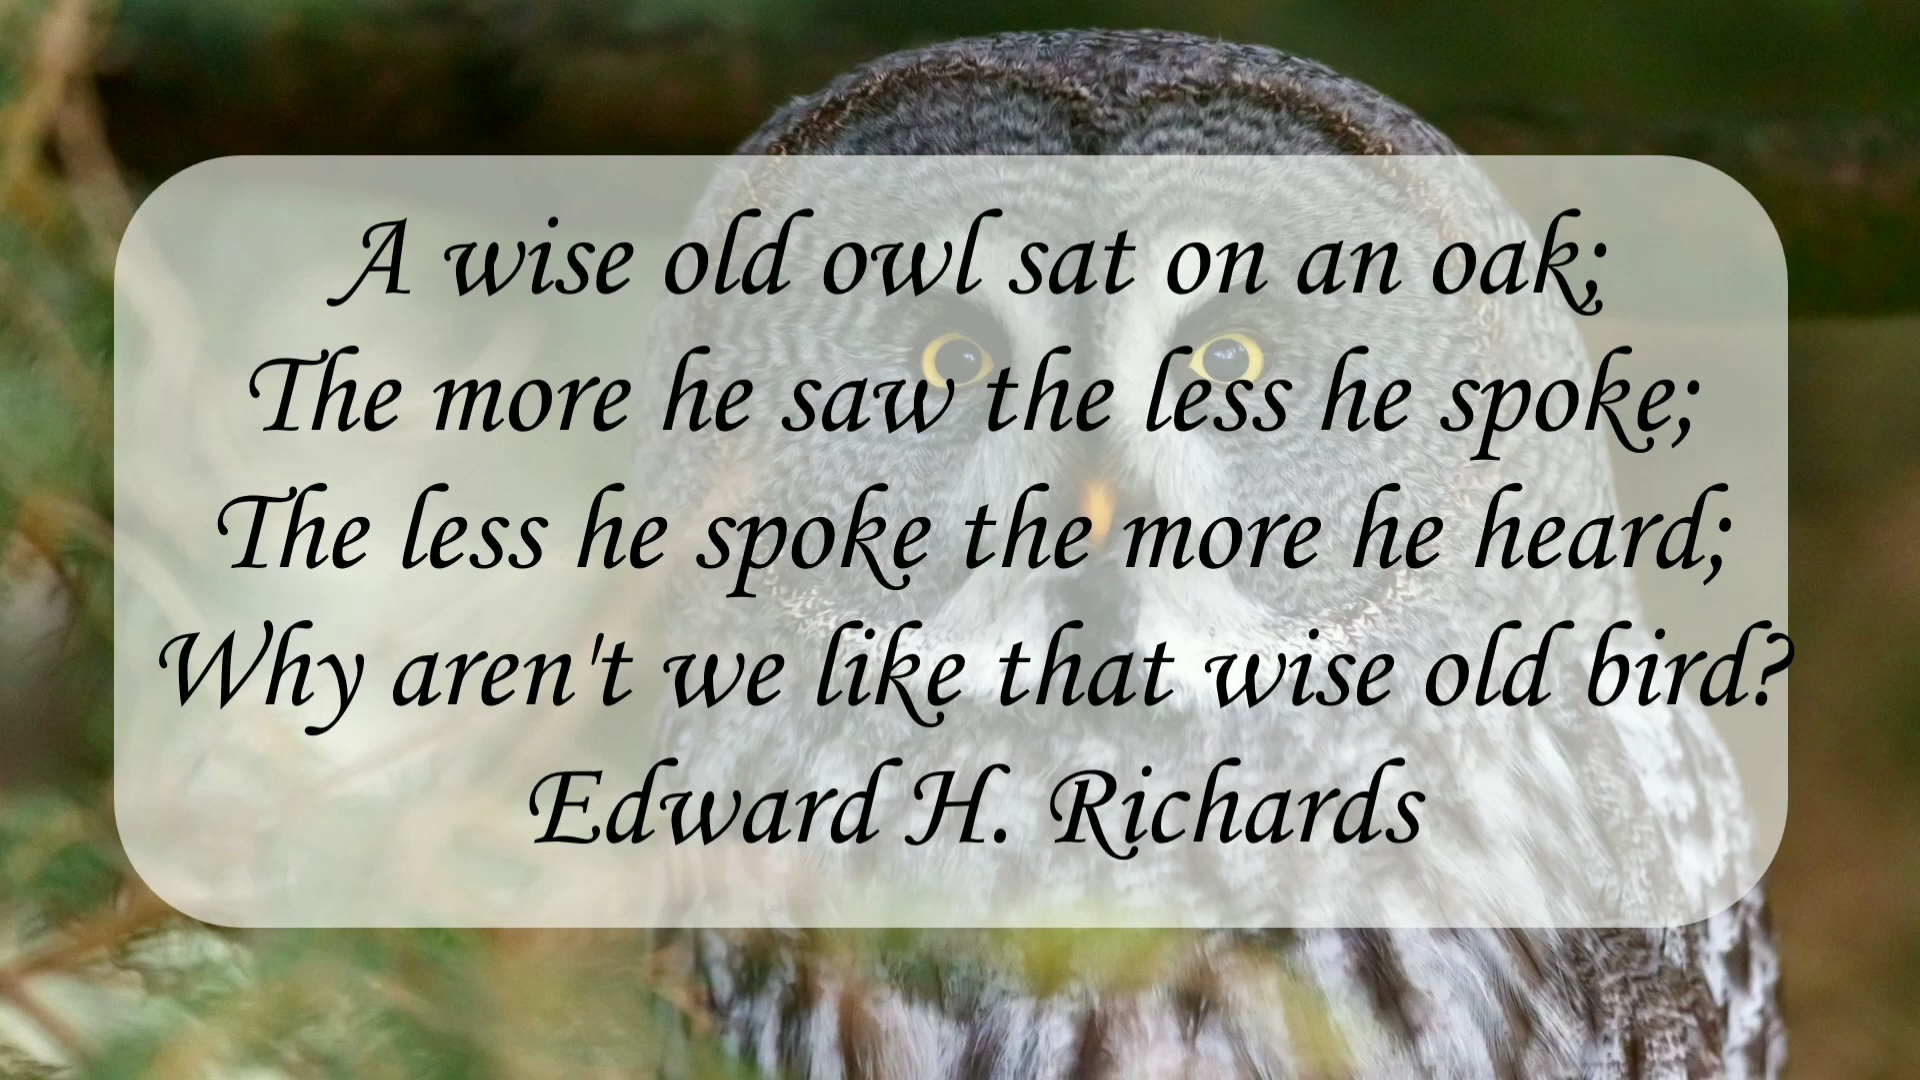 A wise old owl sat on an oak;
The more he saw the less he spoke;
The less he spoke the more he heard;
Why aren't we like that wise old bird?
Edward H. Richards